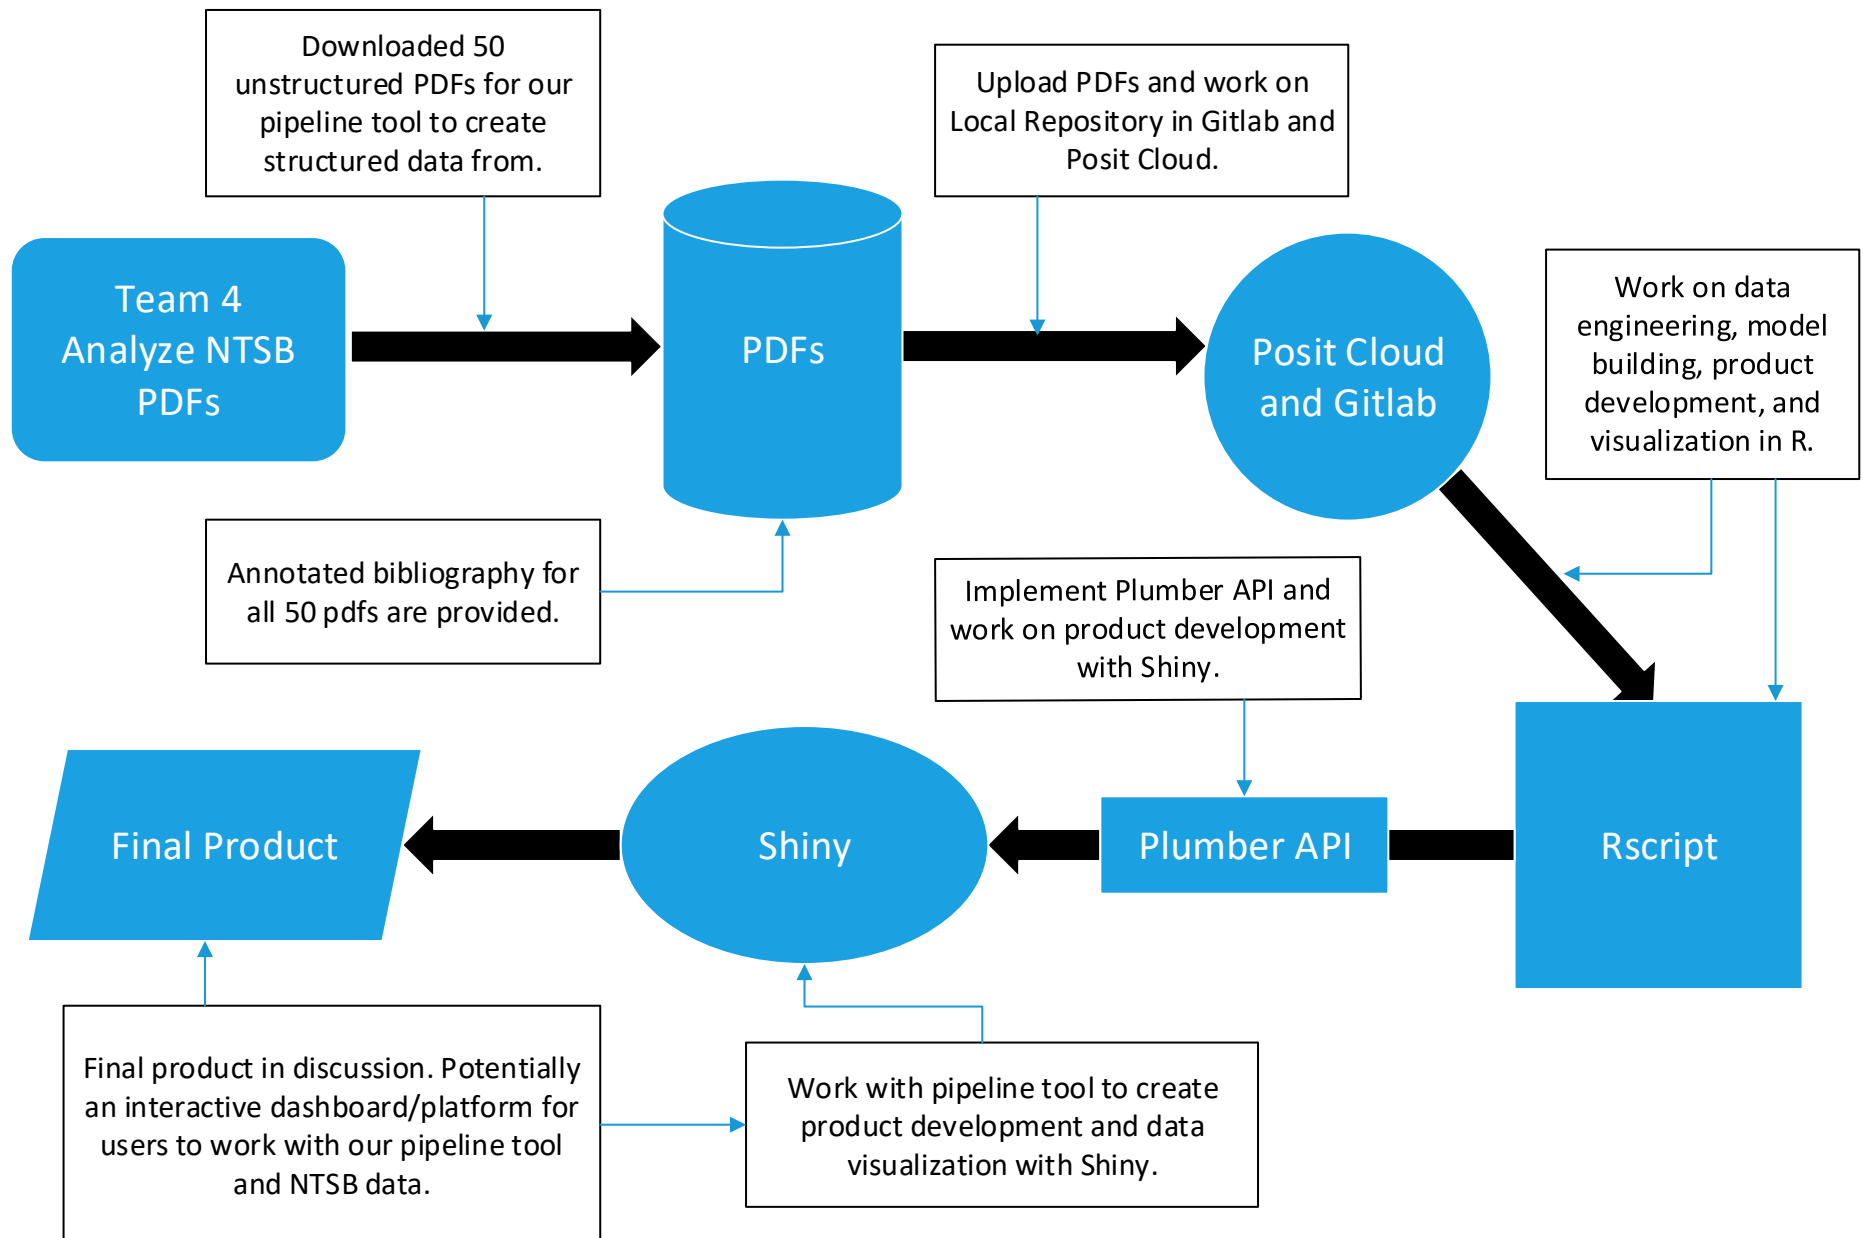 Downloaded 50
unstructured PDFs for our
pipeline tool to create
structured data from.
Upload PDFs and work on
Local Repository in Gitlab and
Posit Cloud.
Team 4
Analyze NTSB
PDFs
PDFs
Posit Cloud
and Gitlab
Work on data
engineering, model
building, product
development, and
visualization in R.
Annotated bibliography for
all 50 pdfs are provided.
Implement Plumber API and
work on product development
with Shiny.
Final Product
Shiny
Plumber API
Rscript
Final product in discussion. Potentially
an interactive dashboard/platform for
users to work with our pipeline tool
and NTSB data.
Work with pipeline tool to create
product development and data
visualization with Shiny.